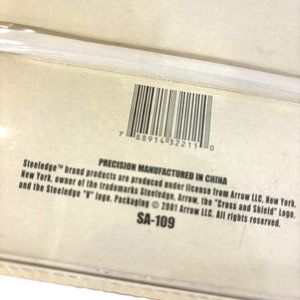 7 88914 32211 0
PRECISION MANUFACTURED IN CHINA
Steeledge™ brand products are produced under license from Arrow LLC, New York,
New York, owner of the trademarks Steeledge, Arrow, the "Cross and Shield" Logo,
and the Steeledge "F" logo. Packaging © 2001 Arrow LLC. All rights reserved.
SA-109